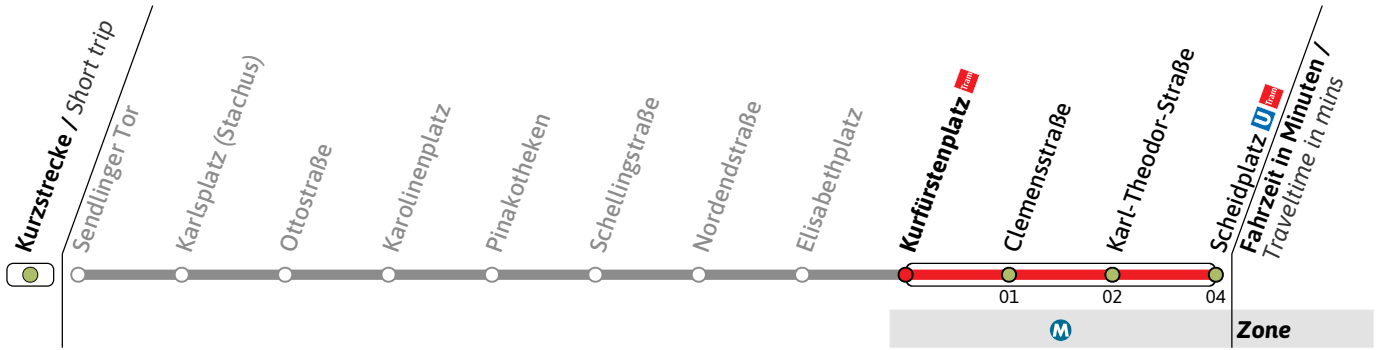 Kurzstrecke / Short trip
Sendlinger Tor
Karlsplatz (Stachus)
Ottostraße
Karolinenplatz
Pinakotheken
Schellingstraße
Nordendstraße
Elisabethplatz
Kurfürstenplatz Tram
Clemensstraße
Karl-Theodor-Straße
Scheidplatz U Tram
Fahrzeit in Minuten /
Traveltime in mins
01 02 04
M Zone